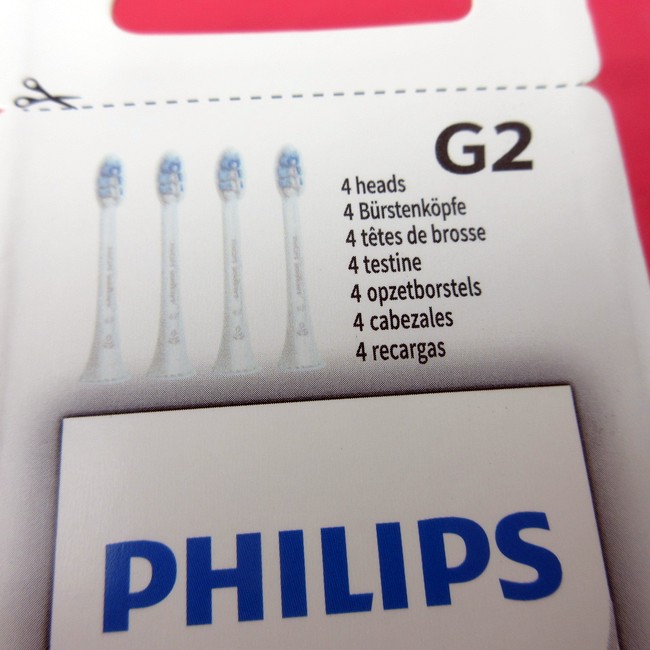 G2
4 heads
4 Bürstenköpfe
4 têtes de brosse
4 testine
4 opzetborstels
4 cabezales
4 recargas
PHILIPS